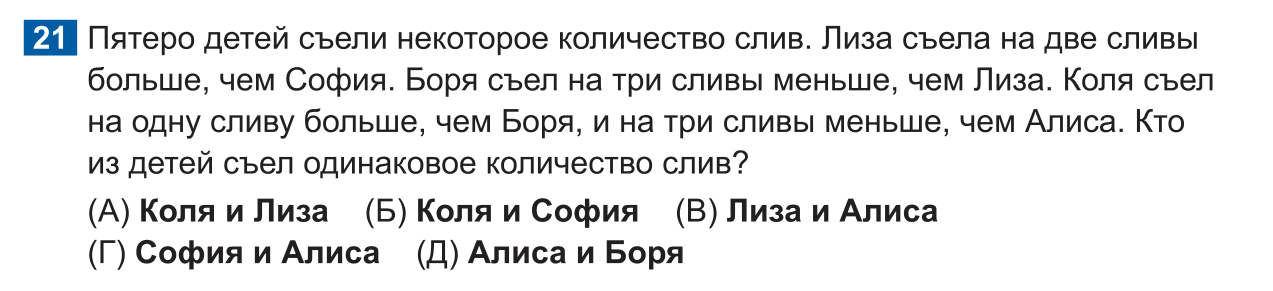 21 Пятеро детей съели некоторое количество слив. Лиза съела на две сливы
больше, чем София. Боря съел на три сливы меньше, чем Лиза. Коля съел
на одну сливу больше, чем Боря, и на три сливы меньше, чем Алиса. Кто
из детей съел одинаковое количество слив?
(А) Коля и Лиза (Б) Коля и София (В) Лиза и Алиса
(Г) София и Алиса (Д) Алиса и Боря